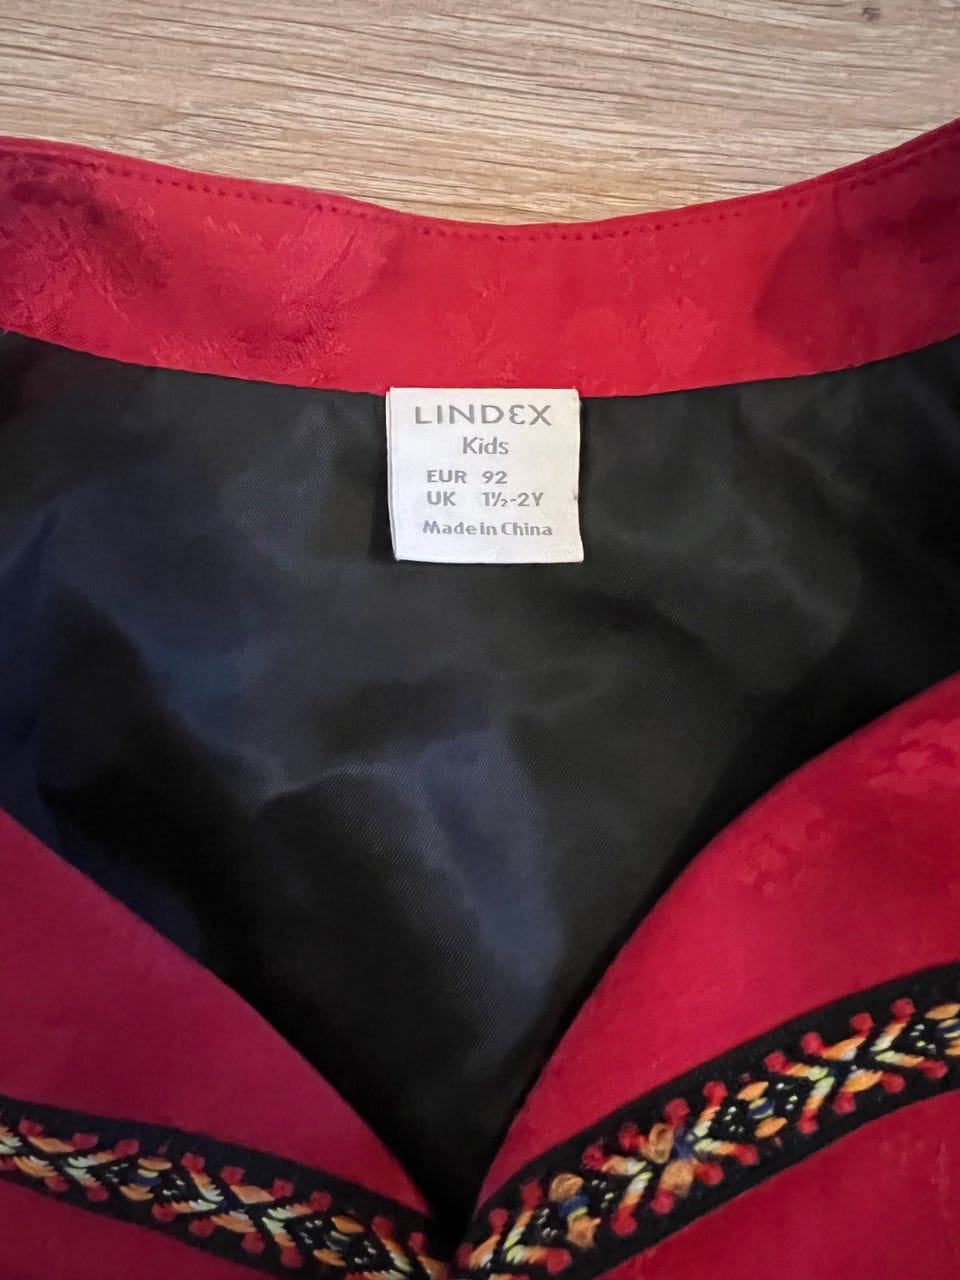 LINDEX
Kids
EUR 92
UK 1½-2Y
Made in China